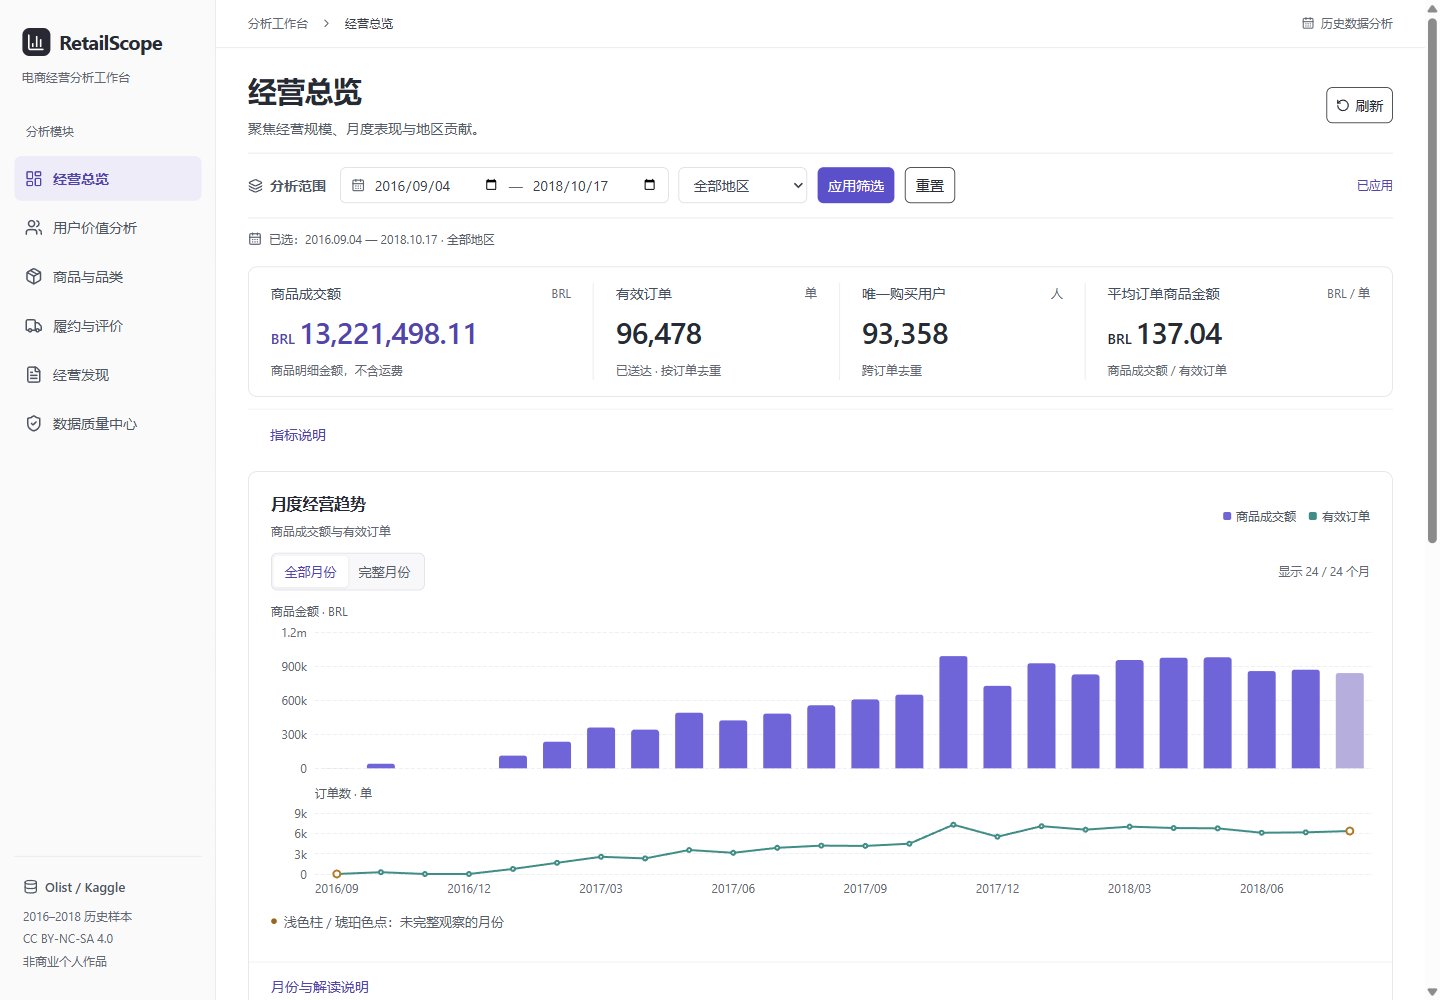 RetailScope
电商经营分析工作台
分析模块
经营总览
用户价值分析
商品与品类
履约与评价
经营发现
数据质量中心
Olist / Kaggle
2016–2018 历史样本
CC BY-NC-SA 4.0
非商业个人作品
分析工作台 > 经营总览
历史数据分析
经营总览
聚焦经营规模、月度表现与地区贡献。
刷新
分析范围 2016/09/04 — 2018/10/17 全部地区 应用筛选 重置 已应用
已选：2016.09.04 — 2018.10.17 · 全部地区
商品成交额 BRL
BRL 13,221,498.11
商品明细金额，不含运费
有效订单 单
96,478
已送达 · 按订单去重
唯一购买用户 人
93,358
跨订单去重
平均订单商品金额 BRL / 单
BRL 137.04
商品成交额 / 有效订单
指标说明
月度经营趋势
商品成交额与有效订单
商品成交额 有效订单
全部月份 完整月份
显示 24 / 24 个月
商品金额 · BRL
1.2m
900k
600k
300k
0
订单数 · 单
9k
6k
3k
0
2016/09 2016/12 2017/03 2017/06 2017/09 2017/12 2018/03 2018/06
浅色柱 / 琥珀色点：未完整观察的月份
月份与解读说明